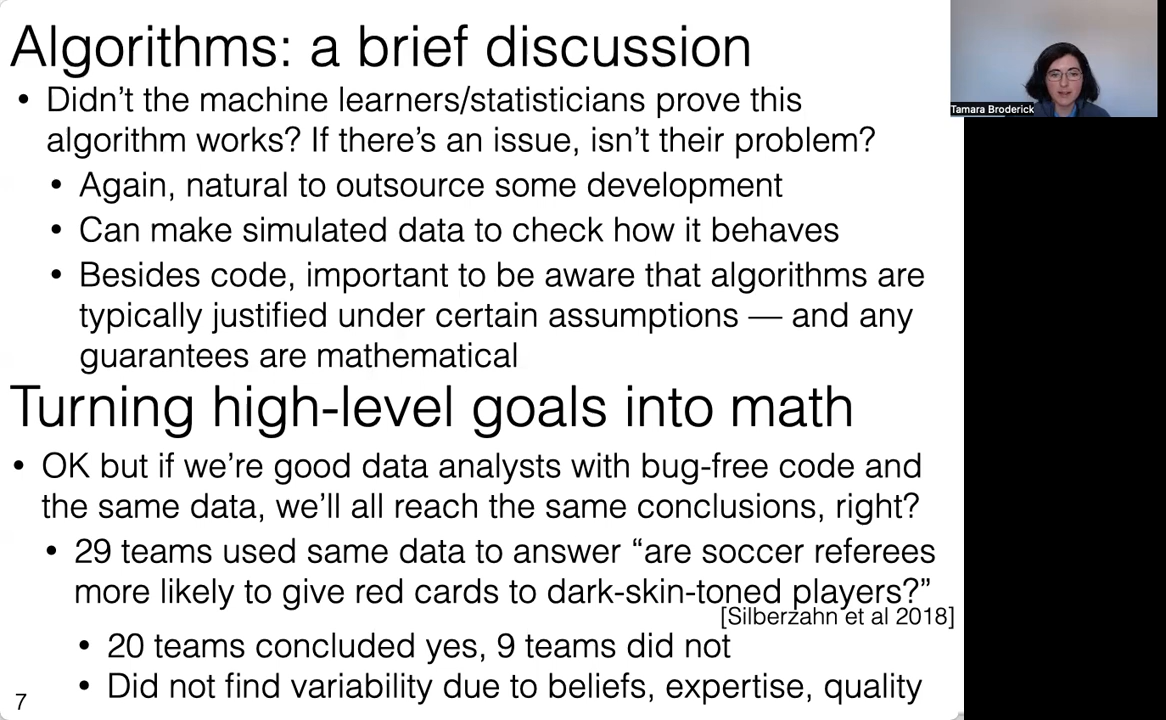 Algorithms: a brief discussion
• Didn't the machine learners/statisticians prove this
algorithm works? If there's an issue, isn't their problem?
• Again, natural to outsource some development
• Can make simulated data to check how it behaves
• Besides code, important to be aware that algorithms are
typically justified under certain assumptions — and any
guarantees are mathematical
Turning high-level goals into math
• OK but if we're good data analysts with bug-free code and
the same data, we'll all reach the same conclusions, right?
• 29 teams used same data to answer “are soccer referees
more likely to give red cards to dark-skin-toned players?”
[Silberzahn et al 2018]
• 20 teams concluded yes, 9 teams did not
• Did not find variability due to beliefs, expertise, quality
7
Tamara Broderick